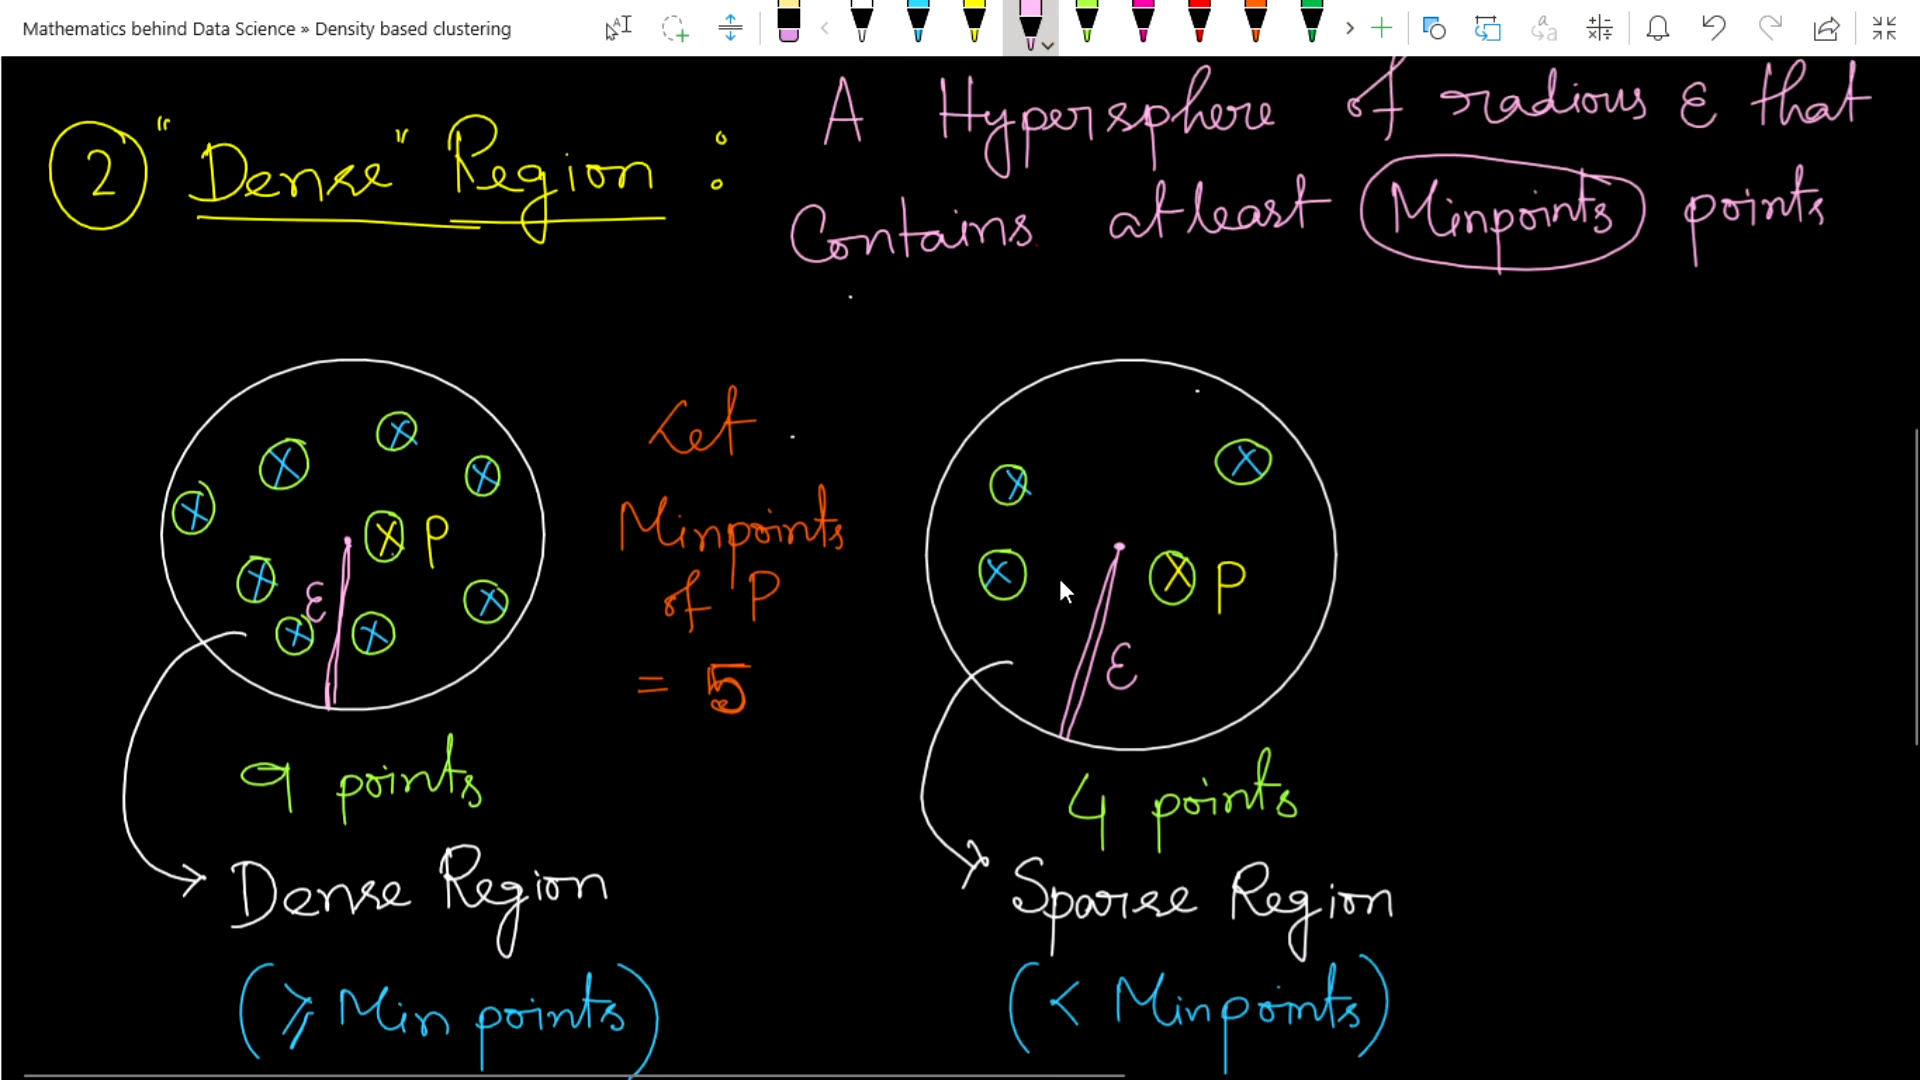 Mathematics behind Data Science » Density based clustering
② "Dense" Region :
A Hypersphere of radious ε that
Contains atleast Minpoints points
P
ε
Let
Minpoints
of P
= 5
P
ε
9 points
4 points
Dense Region
Sparse Region
(⩾ Min points)
(< Minpoints)